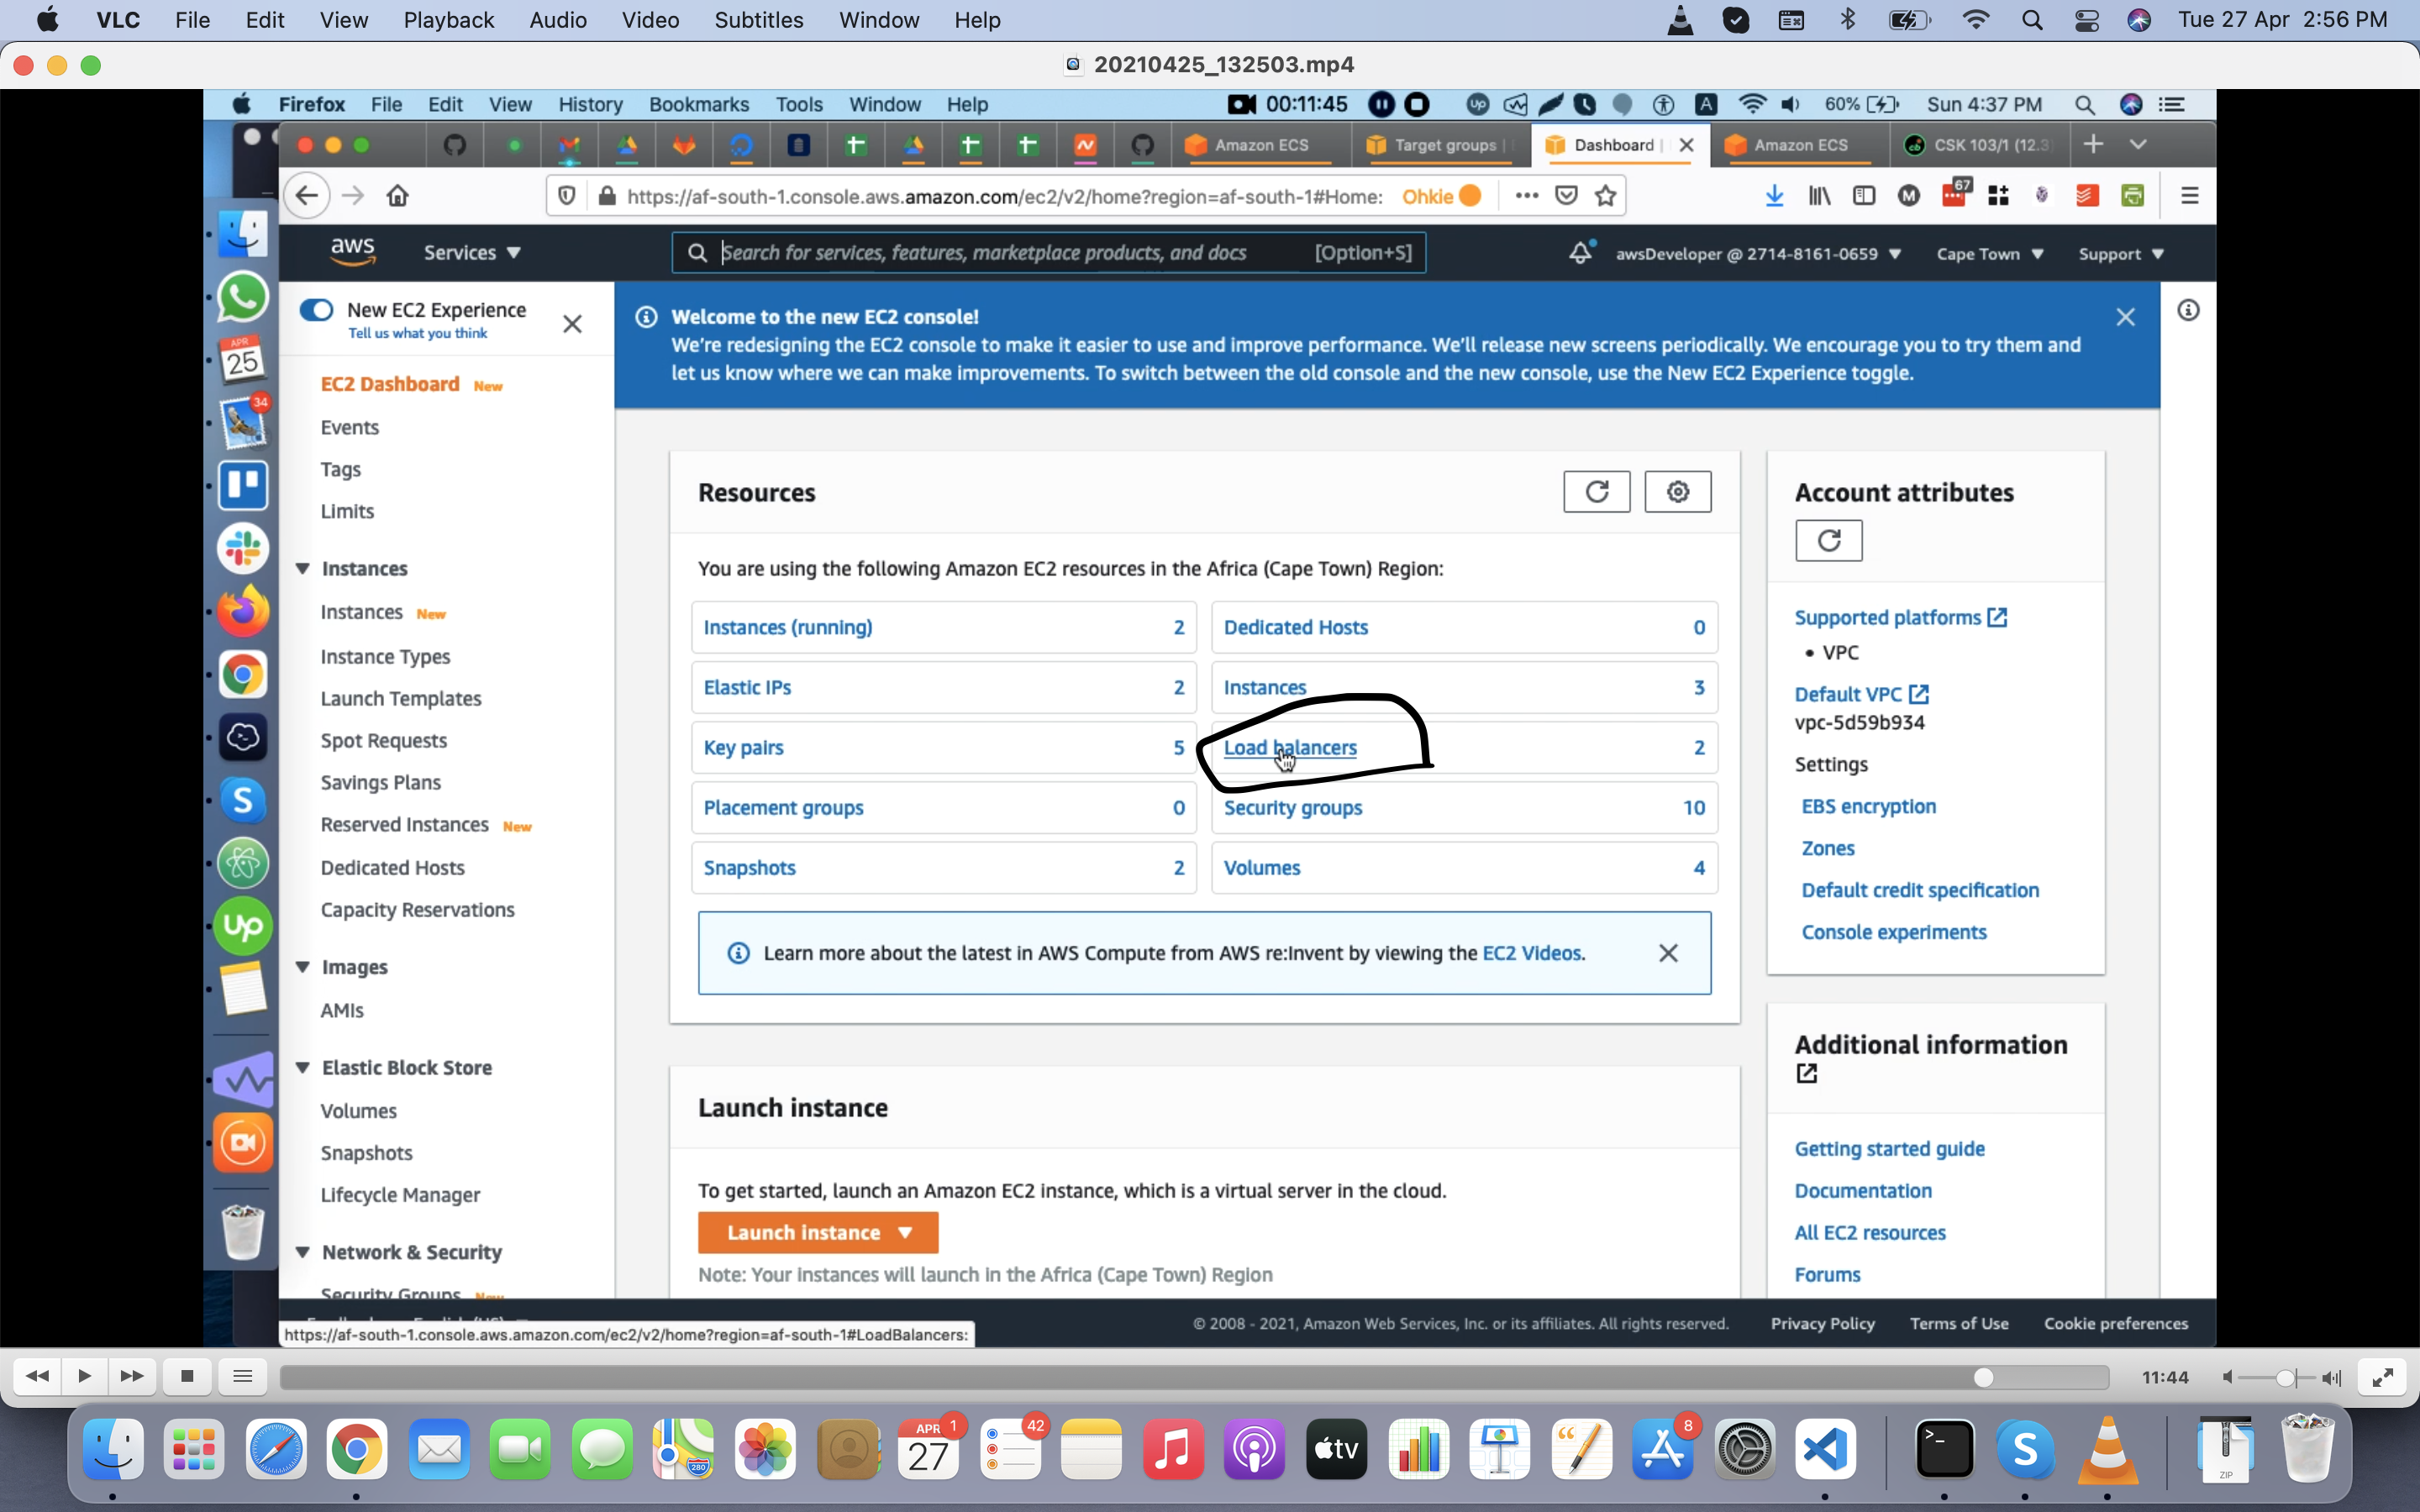 VLC File Edit View Playback Audio Video Subtitles Window Help Tue 27 Apr 2:56 PM
20210425_132503.mp4
Firefox File Edit View History Bookmarks Tools Window Help 00:11:45 60% Sun 4:37 PM
Amazon ECS Target groups | Dashboard | Amazon ECS CSK 103/1 (12.3
https://af-south-1.console.aws.amazon.com/ec2/v2/home?region=af-south-1#Home: Ohkie 67
aws Services Search for services, features, marketplace products, and docs [Option+S] awsDeveloper @ 2714-8161-0659 Cape Town Support
New EC2 Experience
Tell us what you think
EC2 Dashboard New
Events
Tags
Limits
Instances
Instances New
Instance Types
Launch Templates
Spot Requests
Savings Plans
Reserved Instances New
Dedicated Hosts
Capacity Reservations
Images
AMIs
Elastic Block Store
Volumes
Snapshots
Lifecycle Manager
Network & Security
Security Groups New
Welcome to the new EC2 console!
We're redesigning the EC2 console to make it easier to use and improve performance. We'll release new screens periodically. We encourage you to try them and
let us know where we can make improvements. To switch between the old console and the new console, use the New EC2 Experience toggle.
Resources
You are using the following Amazon EC2 resources in the Africa (Cape Town) Region:
Instances (running) 2 Dedicated Hosts 0
Elastic IPs 2 Instances 3
Key pairs 5 Load balancers 2
Placement groups 0 Security groups 10
Snapshots 2 Volumes 4
Learn more about the latest in AWS Compute from AWS re:Invent by viewing the EC2 Videos.
Launch instance
To get started, launch an Amazon EC2 instance, which is a virtual server in the cloud.
Launch instance
Note: Your instances will launch in the Africa (Cape Town) Region
Account attributes
Supported platforms
• VPC
Default VPC
vpc-5d59b934
Settings
EBS encryption
Zones
Default credit specification
Console experiments
Additional information
Getting started guide
Documentation
All EC2 resources
Forums
© 2008 - 2021, Amazon Web Services, Inc. or its affiliates. All rights reserved. Privacy Policy Terms of Use Cookie preferences
https://af-south-1.console.aws.amazon.com/ec2/v2/home?region=af-south-1#LoadBalancers:
APR
25
34
Up
11:44
APR 1
27
42
280
tv
8
ZIP